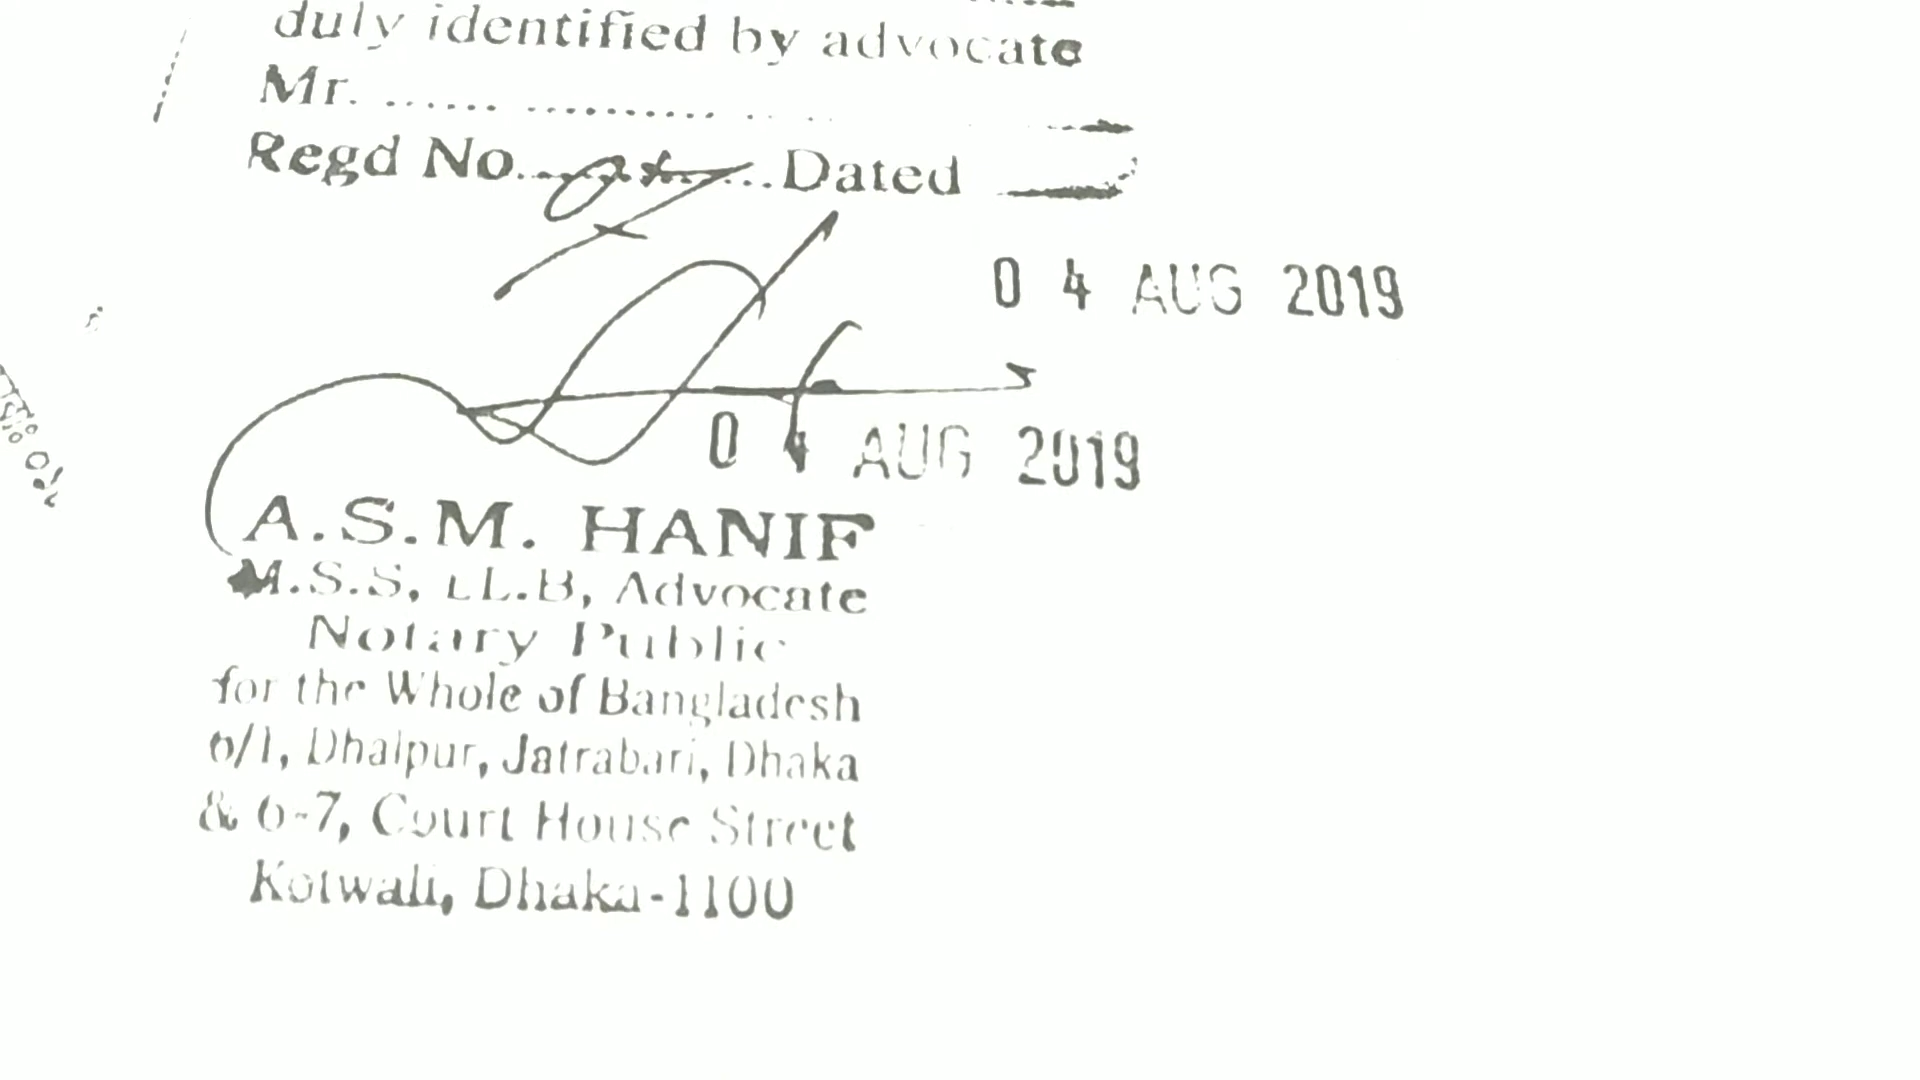 duly identified by advocate
Mr. ...... ............. .. ..
Regd No. ........ Dated
0 4 AUG 2019
0 4 AUG 2019
A.S.M. HANIF
M.S.S, LL.B, Advocate
Notary Public
for the Whole of Bangladesh
6/1, Dhalpur, Jatrabari, Dhaka
& 6-7, Court House Street
Kotwali, Dhaka-1100